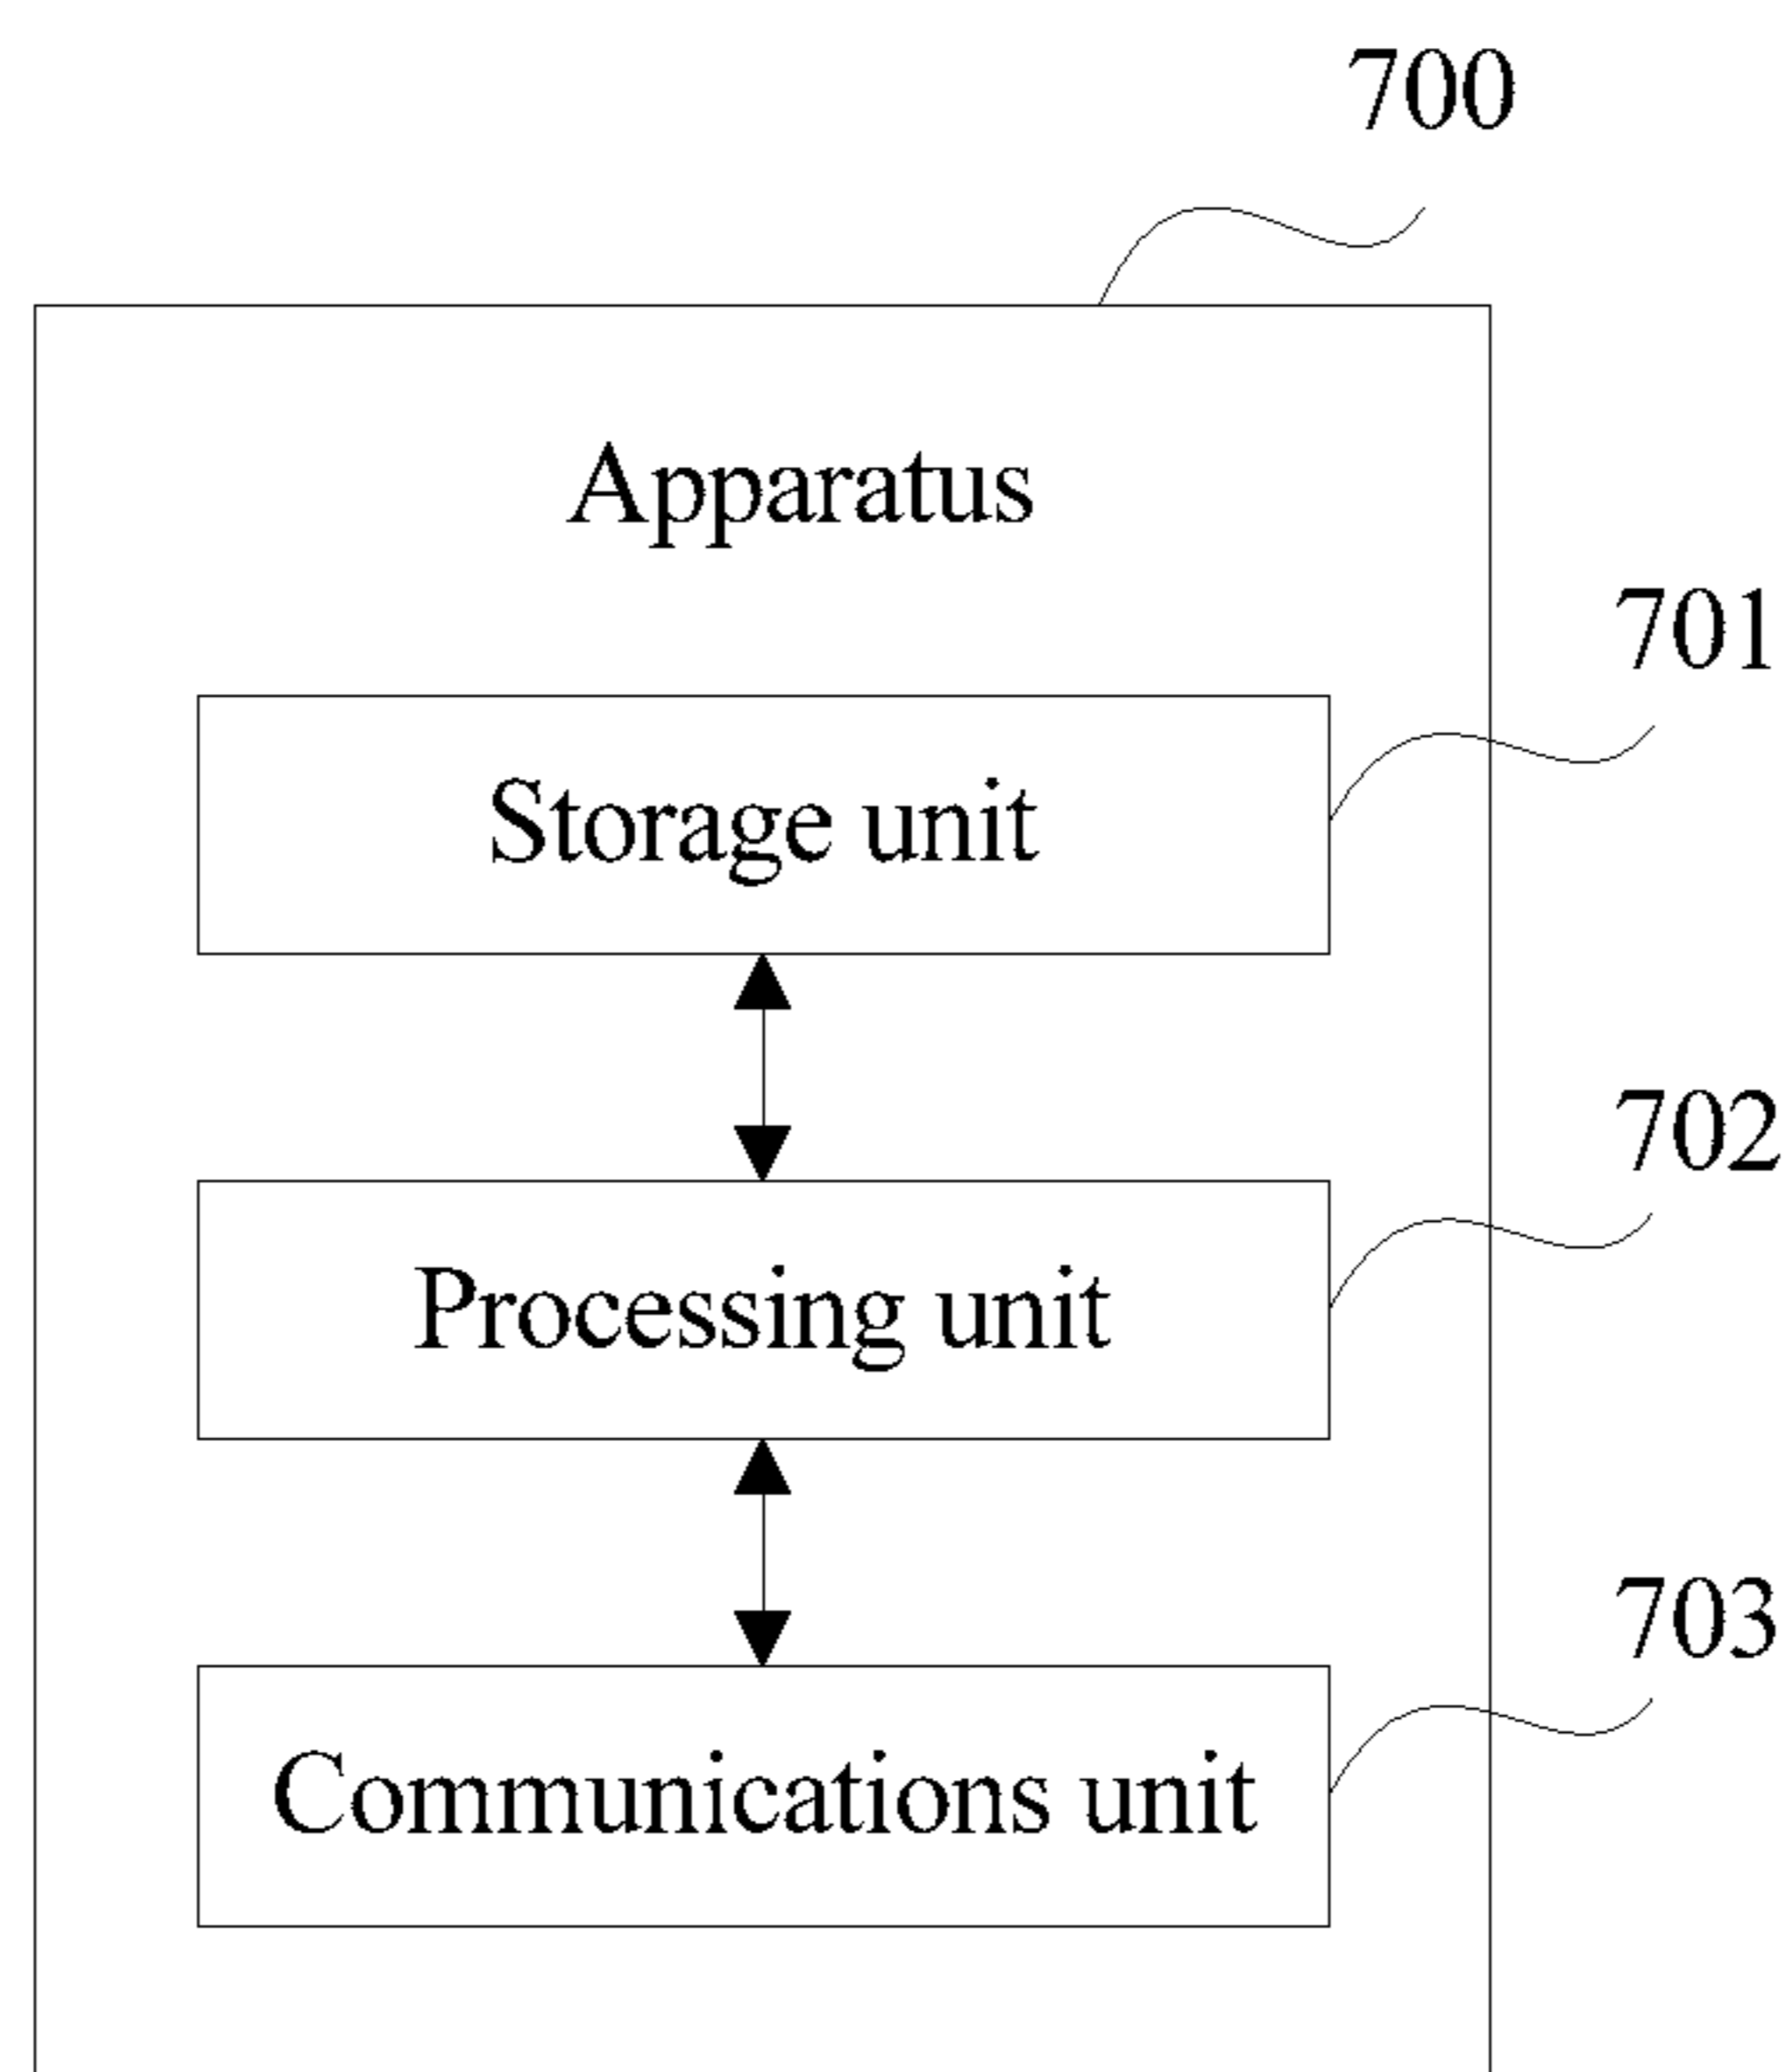 700
Apparatus
701
Storage unit
702
Processing unit
703
Communications unit